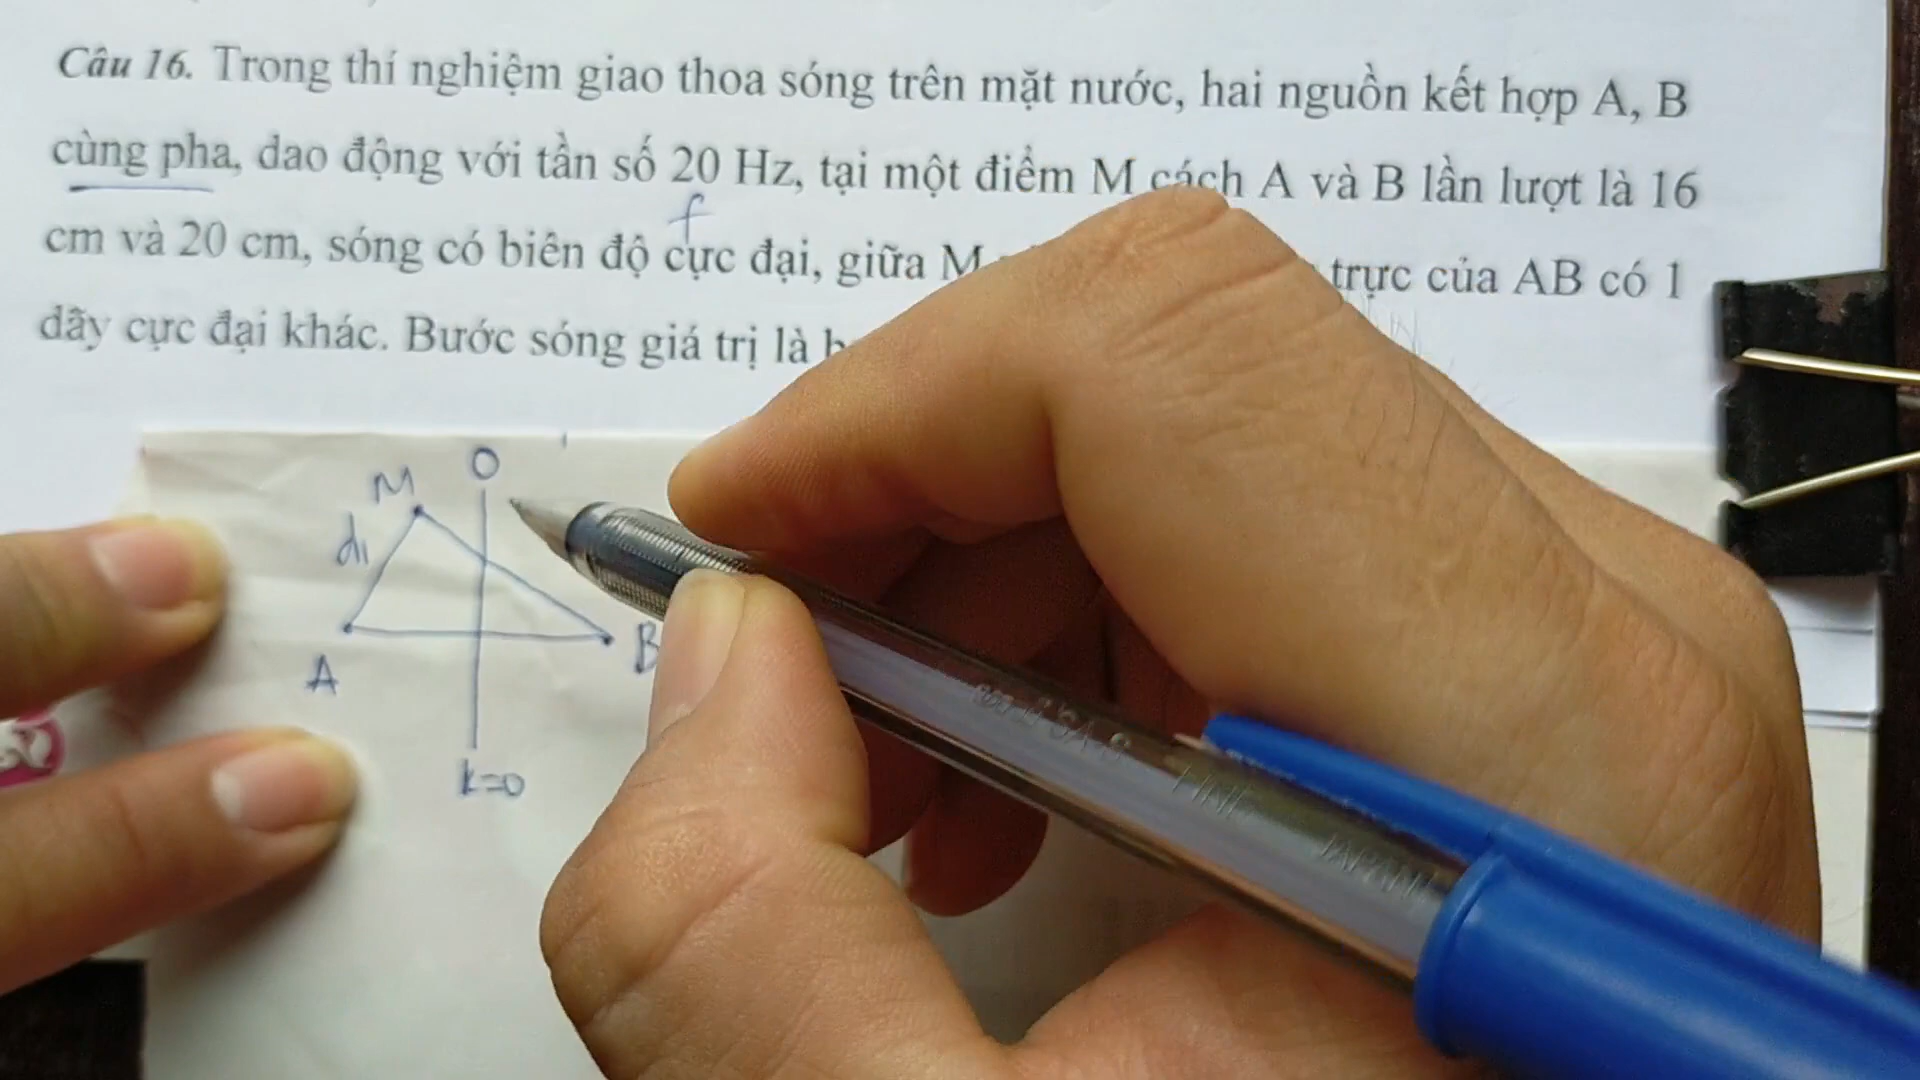 Câu 16. Trong thí nghiệm giao thoa sóng trên mặt nước, hai nguồn kết hợp A, B
cùng pha, dao động với tần số 20 Hz, tại một điểm M cách A và B lần lượt là 16
f
cm và 20 cm, sóng có biên độ cực đại, giữa M trực của AB có 1
dãy cực đại khác. Bước sóng giá trị là
M O
d1
A B
k=0
FINE JAPAN